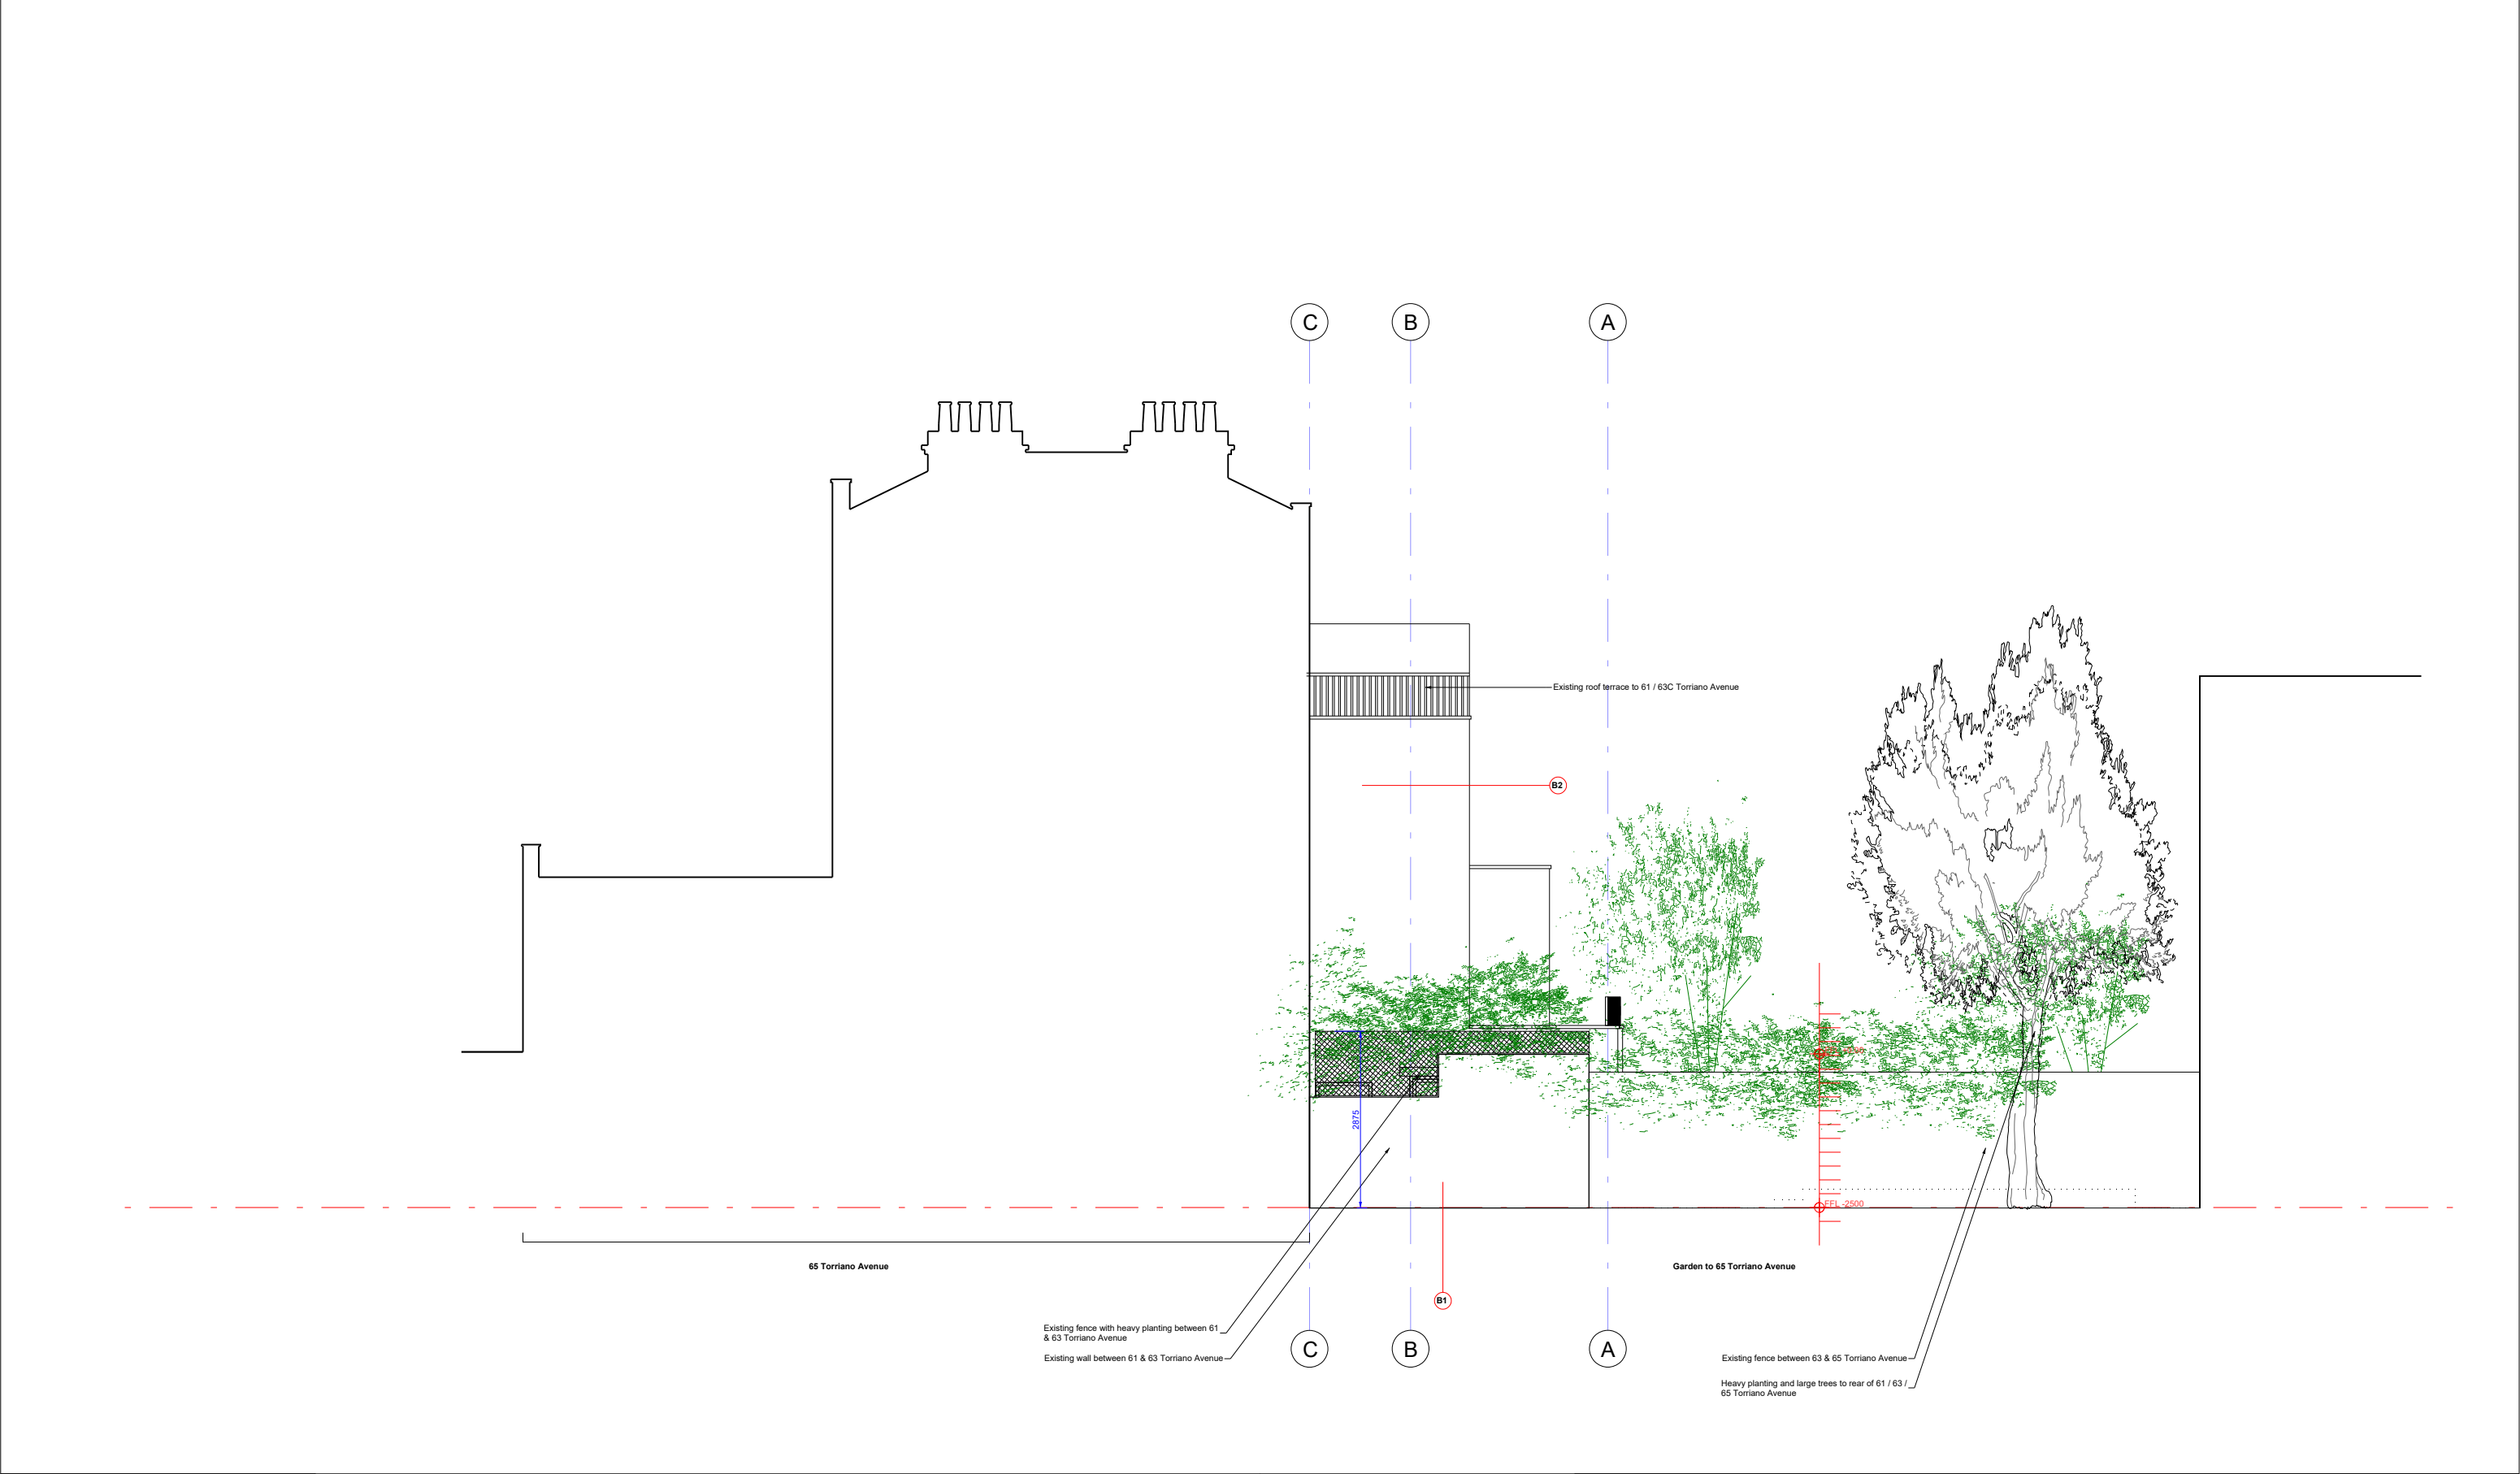 C
B
A
Existing roof terrace to 61 / 63C Torriano Avenue
B2
2875
FFL -2500
65 Torriano Avenue
Garden to 65 Torriano Avenue
B1
Existing fence with heavy planting between 61
& 63 Torriano Avenue
Existing wall between 61 & 63 Torriano Avenue
C
B
A
Existing fence between 63 & 65 Torriano Avenue
Heavy planting and large trees to rear of 61 / 63 /
65 Torriano Avenue